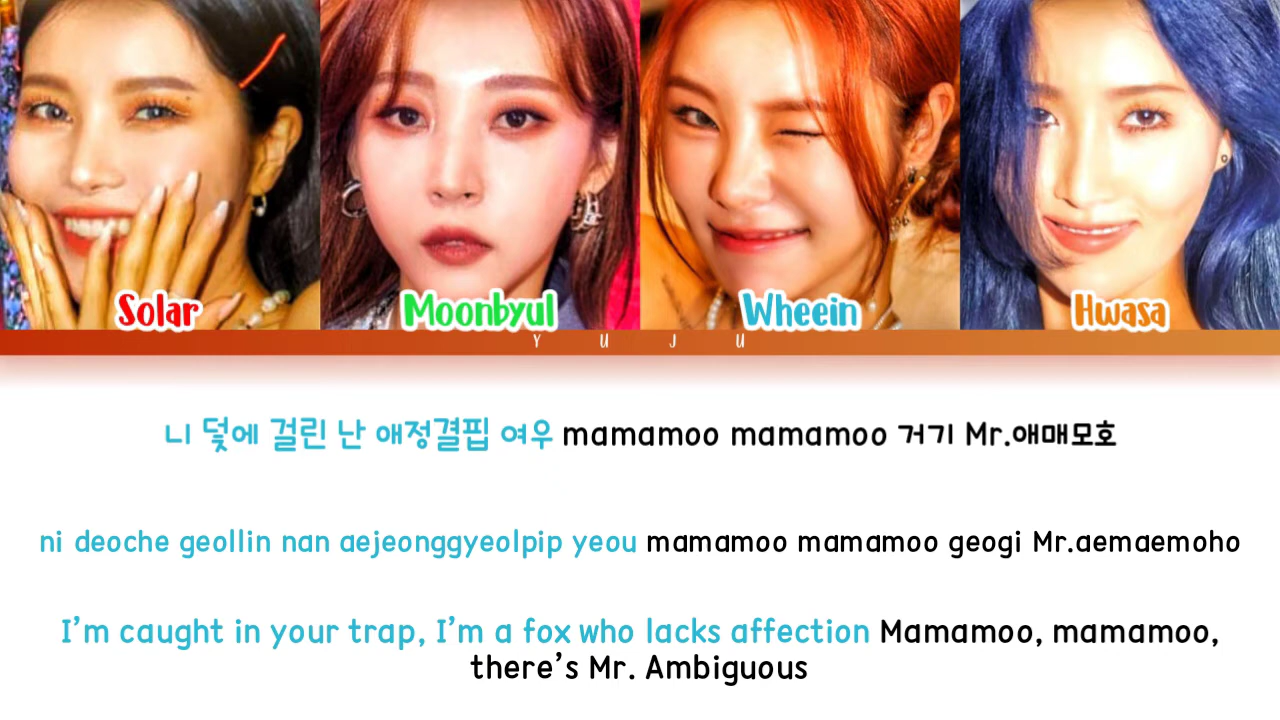 Solar
Moonbyul
Wheein
Hwasa
Y U J U
니 덫에 걸린 난 애정결핍 여우 mamamoo mamamoo 거기 Mr.애매모호
ni deoche geollin nan aejeonggyeolpip yeou mamamoo mamamoo geogi Mr.aemaemoho
I'm caught in your trap, I'm a fox who lacks affection Mamamoo, mamamoo,
there's Mr. Ambiguous